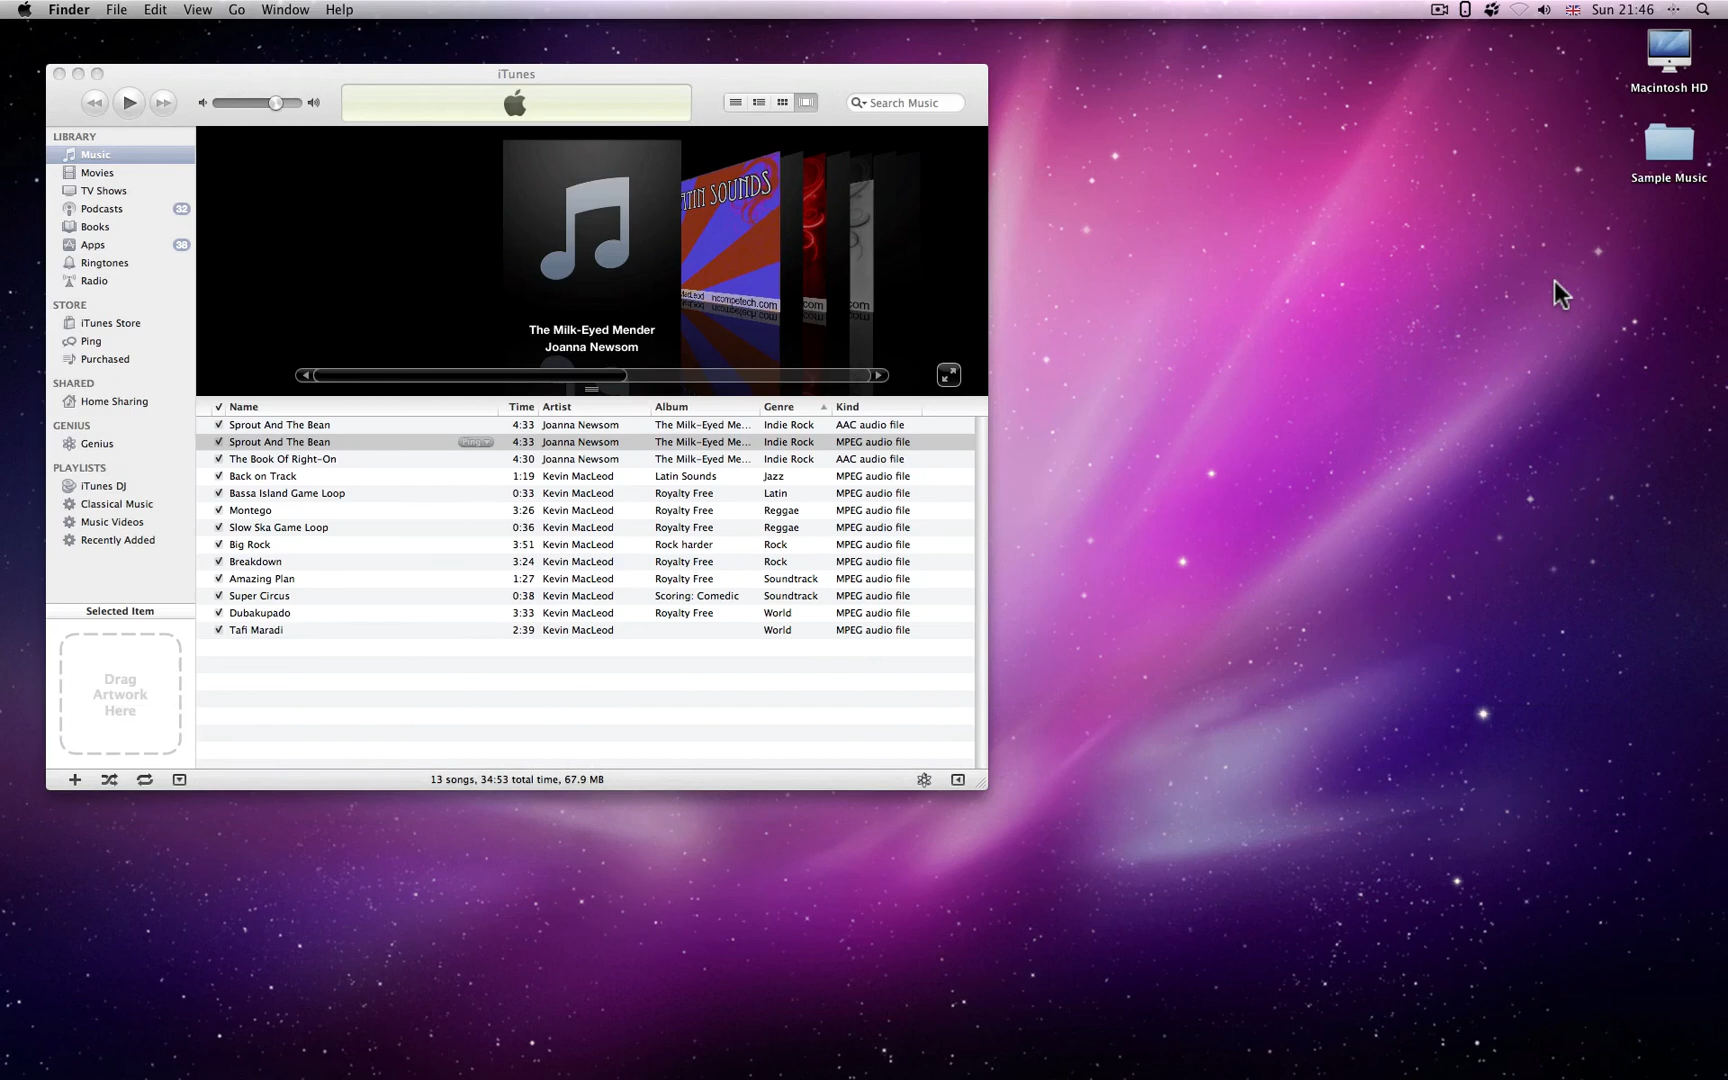 Finder File Edit View Go Window Help
Sun 21:46
Macintosh HD
Sample Music
iTunes
Search Music
LIBRARY
Music
Movies
TV Shows
Podcasts 32
Books
Apps 38
Ringtones
Radio
STORE
iTunes Store
Ping
Purchased
SHARED
Home Sharing
GENIUS
Genius
PLAYLISTS
iTunes DJ
Classical Music
Music Videos
Recently Added
Selected Item
Drag
Artwork
Here
ATIN SOUNDS
incompetech.com
com
com
The Milk-Eyed Mender
Joanna Newsom
Name Time Artist Album Genre Kind
Sprout And The Bean 4:33 Joanna Newsom The Milk-Eyed Me... Indie Rock AAC audio file
Sprout And The Bean Ping 4:33 Joanna Newsom The Milk-Eyed Me... Indie Rock MPEG audio file
The Book Of Right-On 4:30 Joanna Newsom The Milk-Eyed Me... Indie Rock AAC audio file
Back on Track 1:19 Kevin MacLeod Latin Sounds Jazz MPEG audio file
Bassa Island Game Loop 0:33 Kevin MacLeod Royalty Free Latin MPEG audio file
Montego 3:26 Kevin MacLeod Royalty Free Reggae MPEG audio file
Slow Ska Game Loop 0:36 Kevin MacLeod Royalty Free Reggae MPEG audio file
Big Rock 3:51 Kevin MacLeod Rock harder Rock MPEG audio file
Breakdown 3:24 Kevin MacLeod Royalty Free Rock MPEG audio file
Amazing Plan 1:27 Kevin MacLeod Royalty Free Soundtrack MPEG audio file
Super Circus 0:38 Kevin MacLeod Scoring: Comedic Soundtrack MPEG audio file
Dubakupado 3:33 Kevin MacLeod Royalty Free World MPEG audio file
Tafi Maradi 2:39 Kevin MacLeod World MPEG audio file
13 songs, 34:53 total time, 67.9 MB